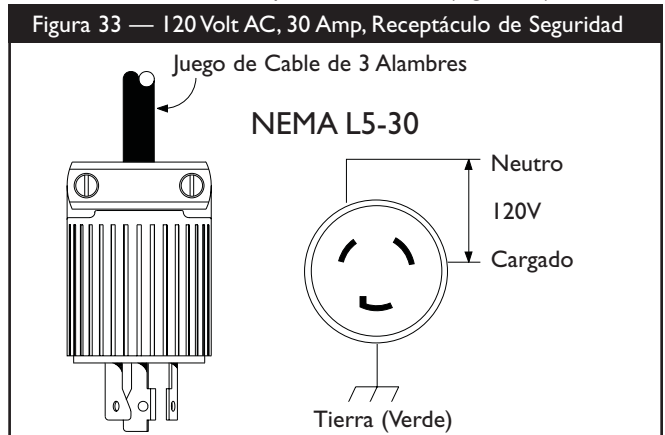 Figura 33 — 120 Volt AC, 30 Amp, Receptáculo de Seguridad
Juego de Cable de 3 Alambres
NEMA L5-30
Neutro
120V
Cargado
Tierra (Verde)